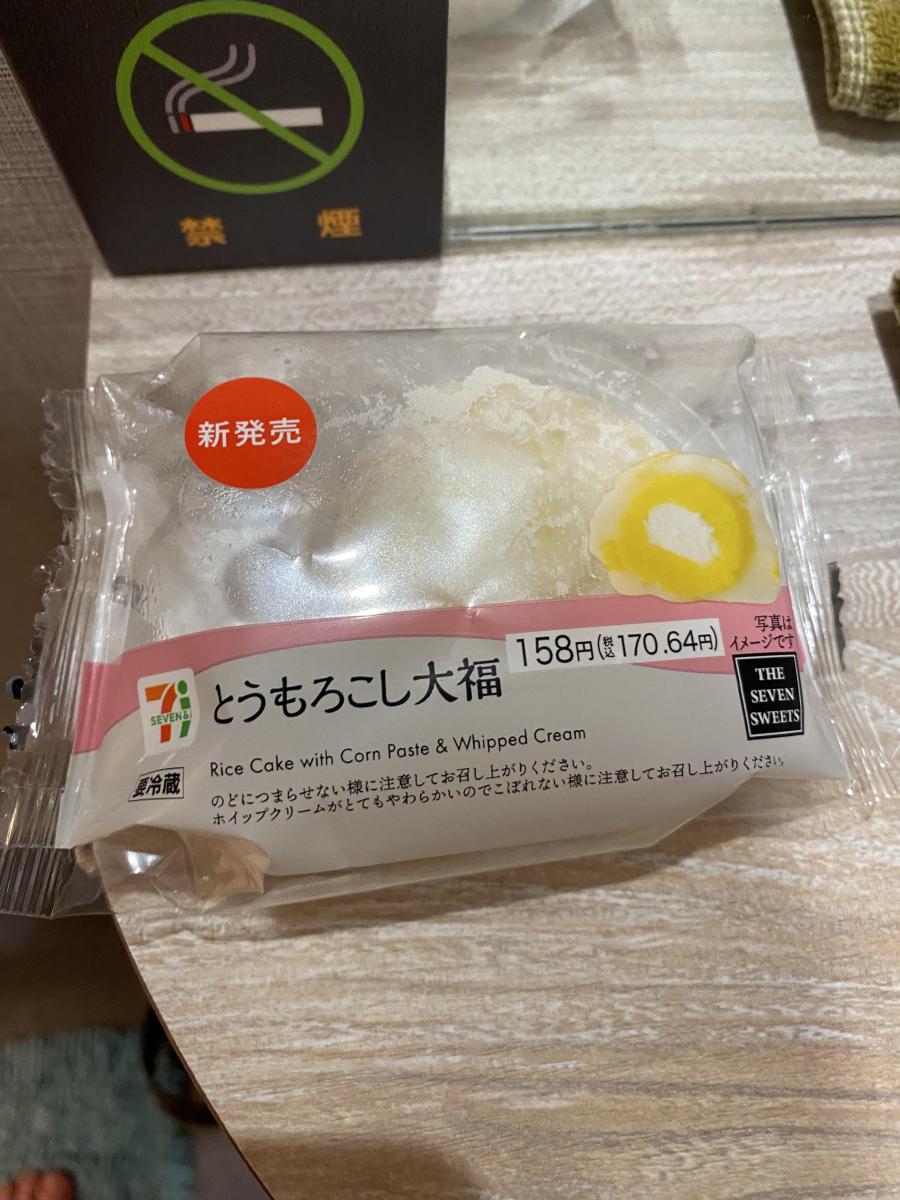 禁煙
新発売
158円(税込170.64円)
写真は
イメージです
SEVEN&i
とうもろこし大福
THE
SEVEN
SWEETS
Rice Cake with Corn Paste & Whipped Cream
要冷蔵
のどにつまらせない様に注意してお召し上がりください。
ホイップクリームがとてもやわらかいのでこぼれない様に注意してお召し上がりください。